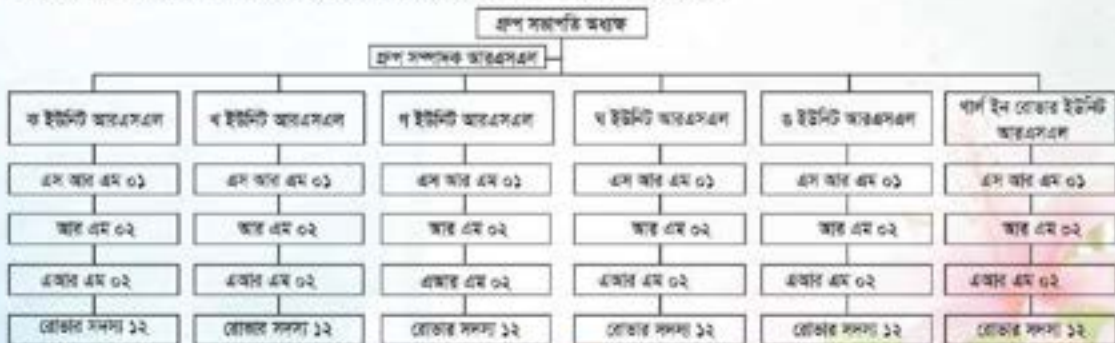 গ্রুপ সভাপতি অধ্যক্ষ
গ্রুপ সম্পাদক আরএসএল
ক ইউনিট আরএসএল
খ ইউনিট আরএসএল
গ ইউনিট আরএসএল
ঘ ইউনিট আরএসএল
ঙ ইউনিট আরএসএল
গার্ল ইন রোভার ইউনিট
আরএসএল
এস আর এম ০১
এস আর এম ০১
এস আর এম ০১
এস আর এম ০১
এস আর এম ০১
এস আর এম ০১
আর এম ০২
আর এম ০২
আর এম ০২
আর এম ০২
আর এম ০২
আর এম ০২
এআর এম ০২
এআর এম ০২
এআর এম ০২
এআর এম ০২
এআর এম ০২
এআর এম ০২
রোভার সদস্য ১২
রোভার সদস্য ১২
রোভার সদস্য ১২
রোভার সদস্য ১২
রোভার সদস্য ১২
রোভার সদস্য ১২